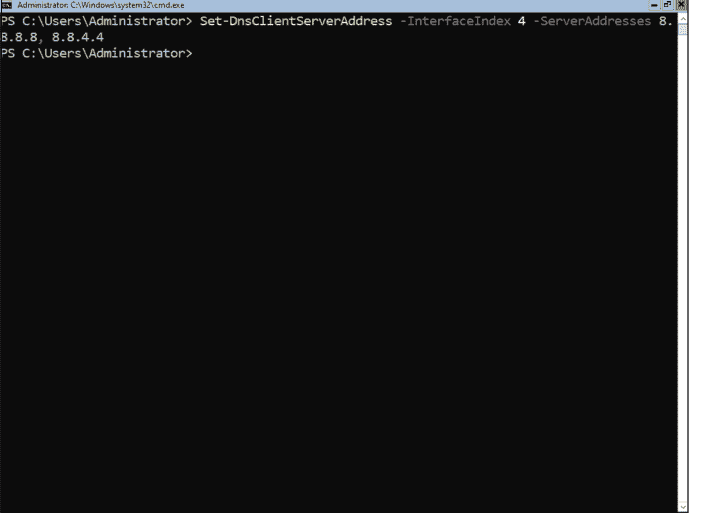 Administrator: C:\Windows\system32\cmd.exe
PS C:\Users\Administrator> Set-DnsClientServerAddress -InterfaceIndex 4 -ServerAddresses 8.
8.8.8, 8.8.4.4
PS C:\Users\Administrator>